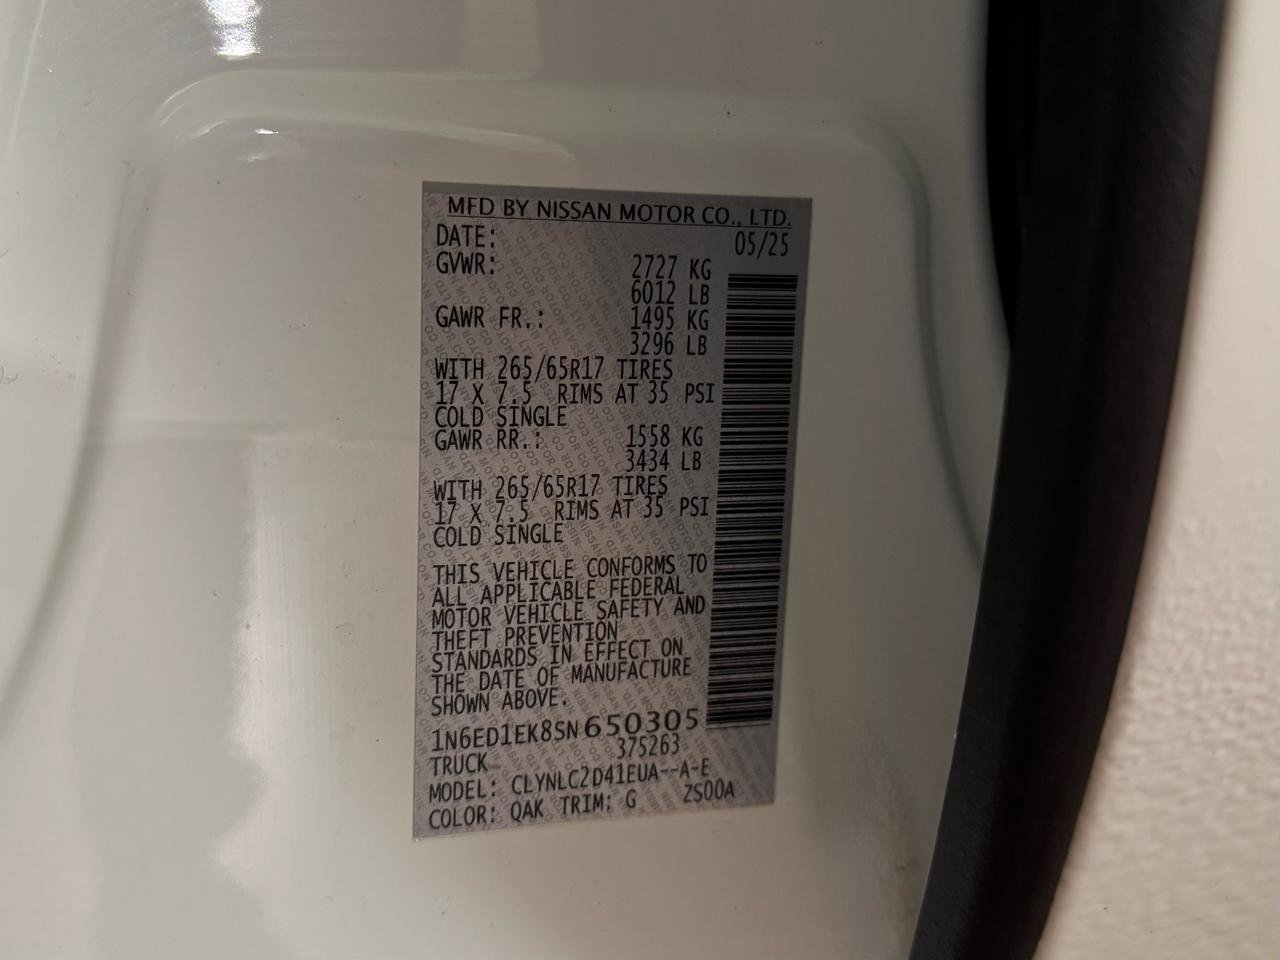 MFD BY NISSAN MOTOR CO., LTD.
DATE: 05/25
GVWR: 2727 KG
6012 LB
GAWR FR.: 1495 KG
3296 LB
WITH 265/65R17 TIRES
17 X 7.5 RIMS AT 35 PSI
COLD SINGLE
GAWR RR.: 1558 KG
3434 LB
WITH 265/65R17 TIRES
17 X 7.5 RIMS AT 35 PSI
COLD SINGLE
THIS VEHICLE CONFORMS TO
ALL APPLICABLE FEDERAL
MOTOR VEHICLE SAFETY AND
THEFT PREVENTION
STANDARDS IN EFFECT ON
THE DATE OF MANUFACTURE
SHOWN ABOVE.
1N6ED1EK8SN650305
TRUCK 375263
MODEL: CLYNLC2D41EUA--A-E
COLOR: QAK TRIM: G ZS00A